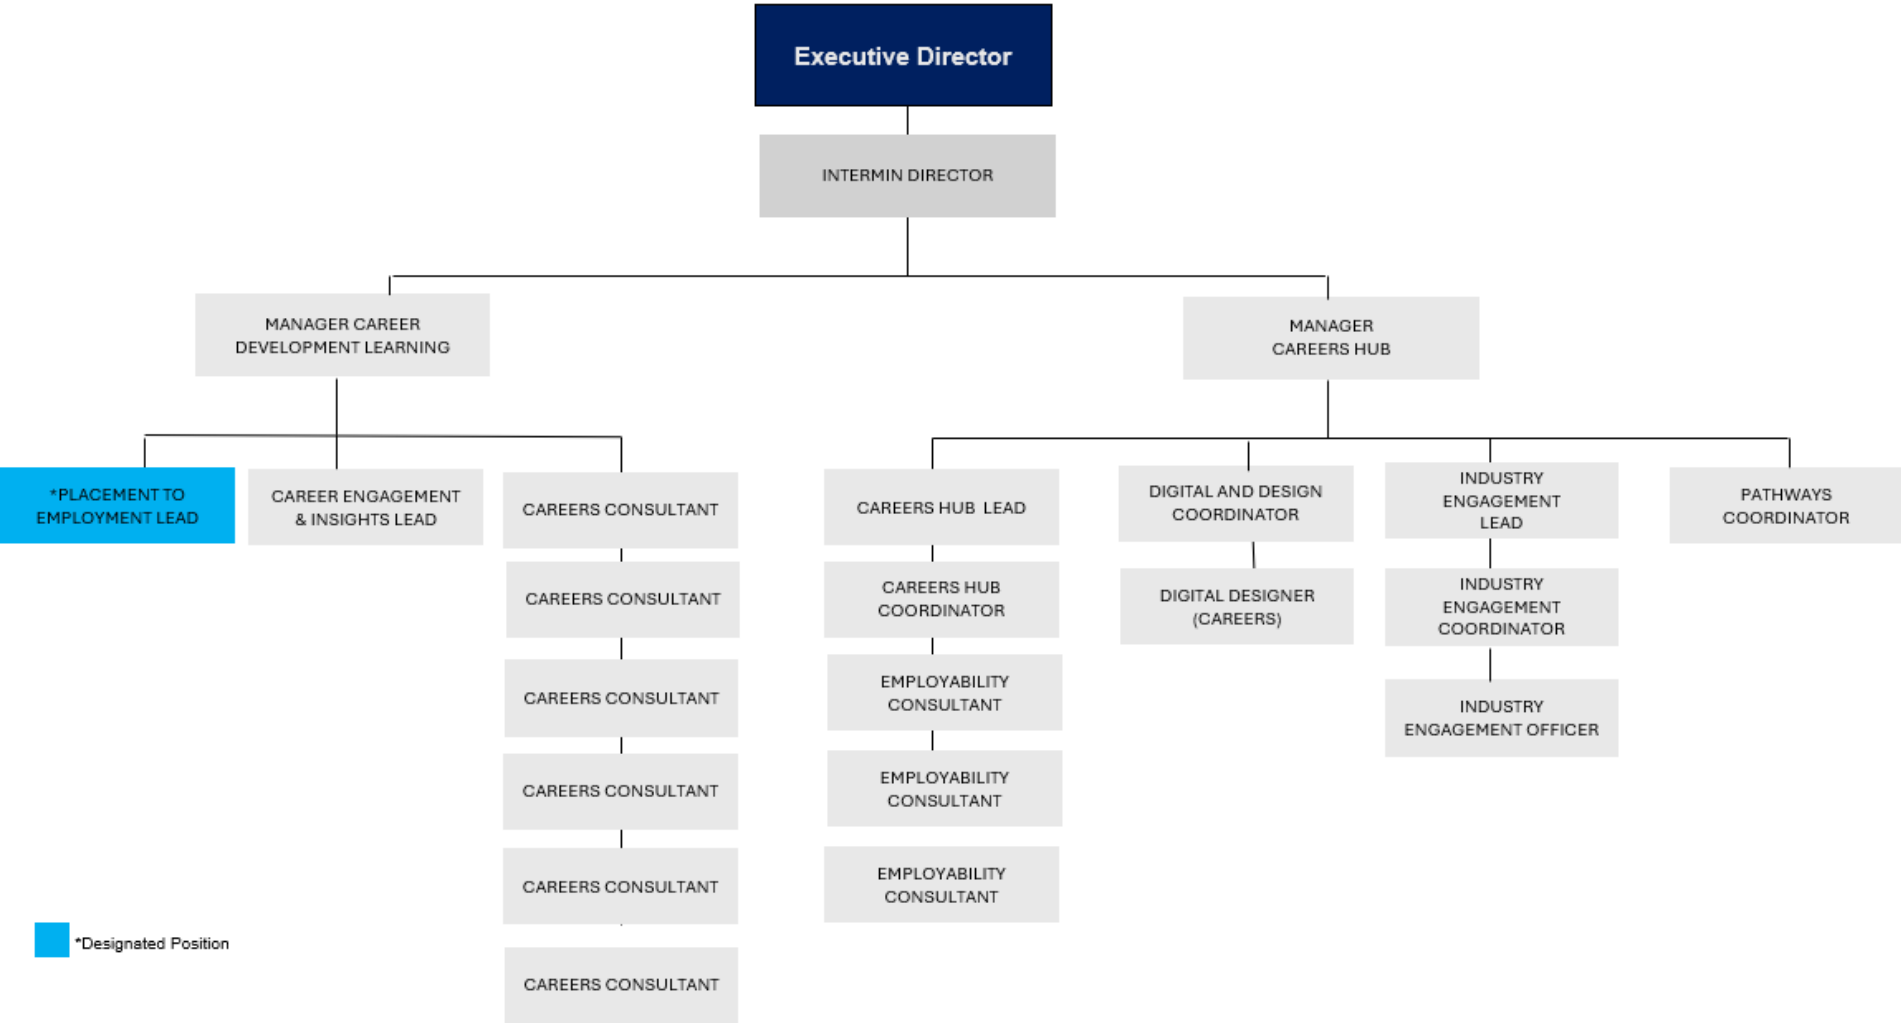 Executive Director
INTERMIN DIRECTOR
MANAGER CAREER
DEVELOPMENT LEARNING
MANAGER
CAREERS HUB
*PLACEMENT TO
EMPLOYMENT LEAD
CAREER ENGAGEMENT
& INSIGHTS LEAD
CAREERS CONSULTANT
CAREERS CONSULTANT
CAREERS CONSULTANT
CAREERS CONSULTANT
CAREERS CONSULTANT
CAREERS CONSULTANT
CAREERS HUB LEAD
CAREERS HUB
COORDINATOR
EMPLOYABILITY
CONSULTANT
EMPLOYABILITY
CONSULTANT
EMPLOYABILITY
CONSULTANT
DIGITAL AND DESIGN
COORDINATOR
DIGITAL DESIGNER
(CAREERS)
INDUSTRY
ENGAGEMENT
LEAD
INDUSTRY
ENGAGEMENT
COORDINATOR
INDUSTRY
ENGAGEMENT OFFICER
PATHWAYS
COORDINATOR
*Designated Position